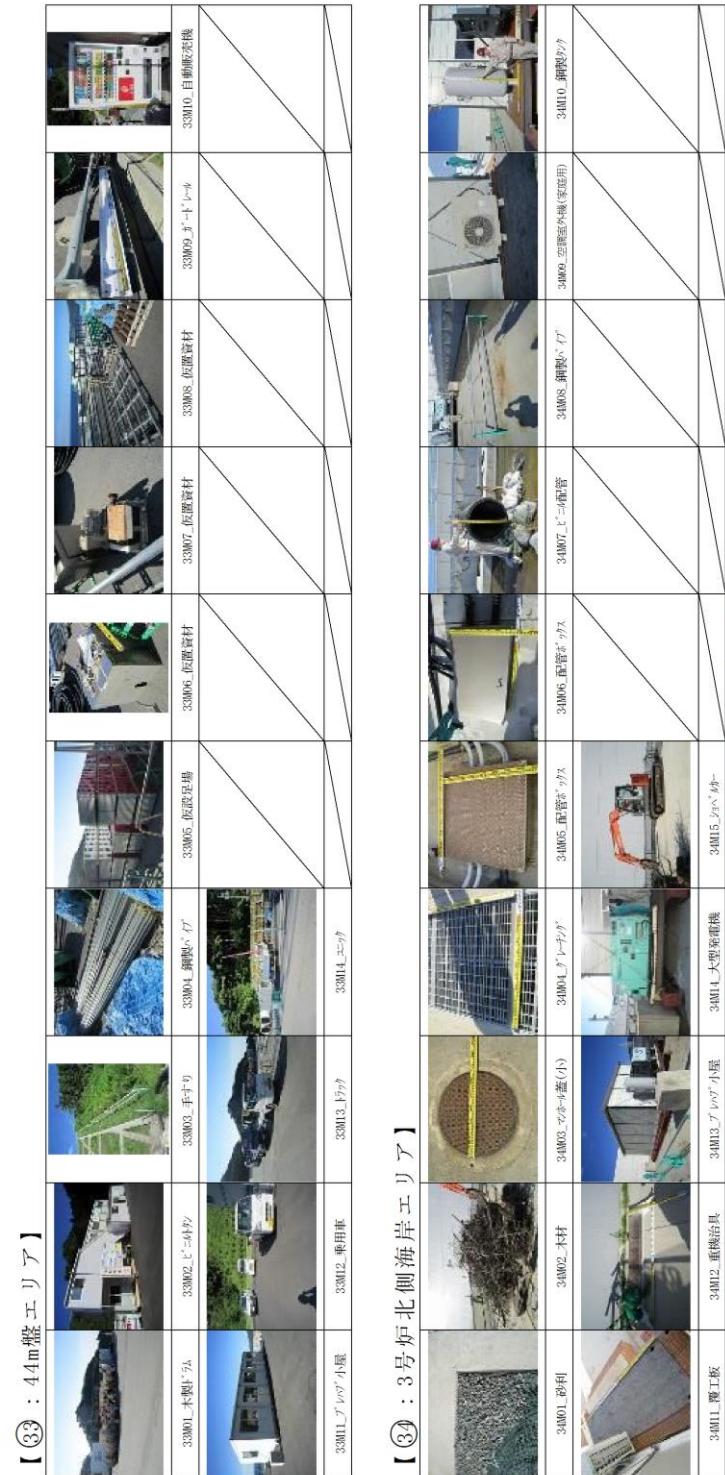 【㉝：44m盤エリア】
33M01_木製ﾄﾞﾗﾑ
33M02_ﾋﾞﾆﾙﾄﾀﾝ
33M03_手すり
33M04_鋼製ﾊﾟｲﾌﾟ
33M05_仮設足場
33M06_仮置資材
33M07_仮置資材
33M08_仮置資材
33M09_ｶﾞｰﾄﾞﾚｰﾙ
33M10_自動販売機
33M11_ﾌﾟﾚﾊﾌﾞ小屋
33M12_乗用車
33M13_ﾄﾗｯｸ
33M14_ﾕﾆｯｸ
【㉞：3号炉北側海岸エリア】
34M01_砂利
34M02_木材
34M03_ﾏﾝﾎｰﾙ蓋(小)
34M04_ｸﾞﾚｰﾁﾝｸﾞ
34M05_配管ﾎﾞｯｸｽ
34M06_配管ﾎﾞｯｸｽ
34M07_ﾋﾞﾆﾙ配管
34M08_鋼製ﾊﾟｲﾌﾟ
34M09_空調室外機(家庭用)
34M10_鋼製ﾀﾝｸ
34M11_覆工板
34M12_重機治具
34M13_ﾌﾟﾚﾊﾌﾞ小屋
34M14_大型発電機
34M15_ｼｮﾍﾞﾙｶｰ